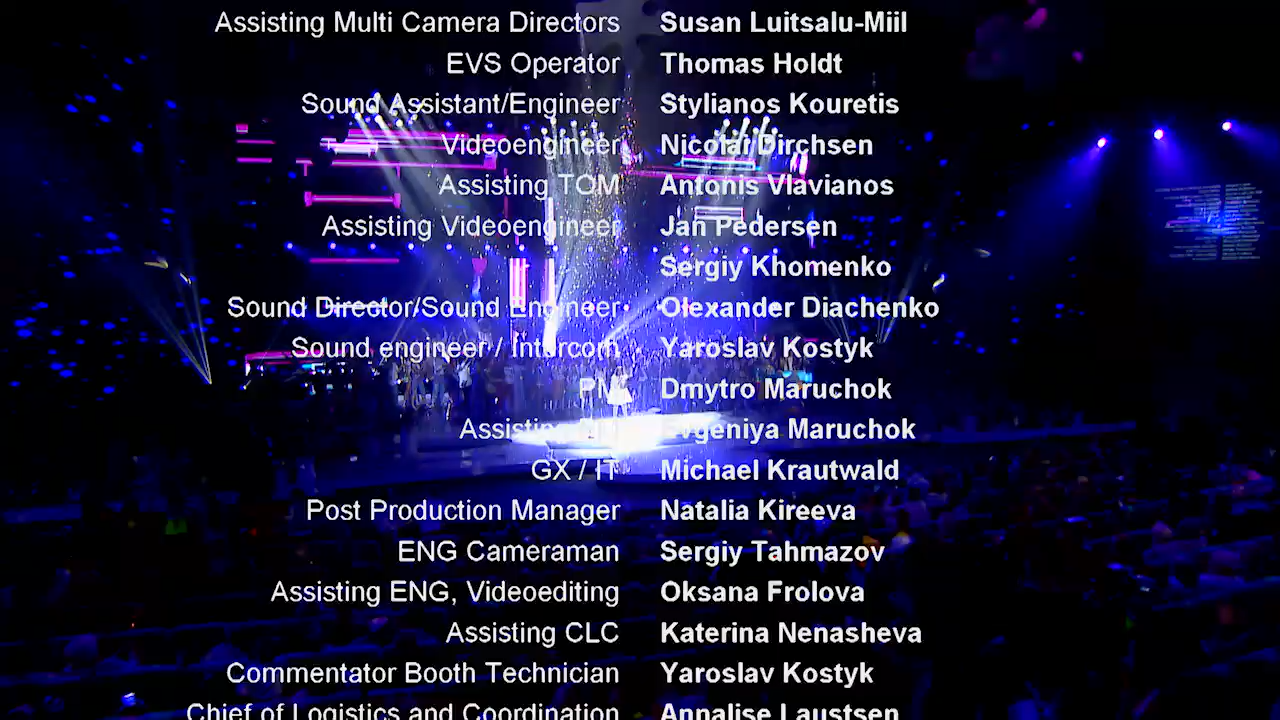 Assisting Multi Camera Directors Susan Luitsalu-Miil
EVS Operator Thomas Holdt
Sound Assistant/Engineer Stylianos Kouretis
Videoengineer Nicolai Dirchsen
Assisting TOM Antonis Vlavianos
Assisting Videoengineer Jan Pedersen
Sergiy Khomenko
Sound Director/Sound Engineer Olexander Diachenko
Sound engineer / Intercom Yaroslav Kostyk
PM Dmytro Maruchok
Assisting Evgeniya Maruchok
GX / IT Michael Krautwald
Post Production Manager Natalia Kireeva
ENG Cameraman Sergiy Tahmazov
Assisting ENG, Videoediting Oksana Frolova
Assisting CLC Katerina Nenasheva
Commentator Booth Technician Yaroslav Kostyk
Chief of Logistics and Coordination Annalise Laustsen